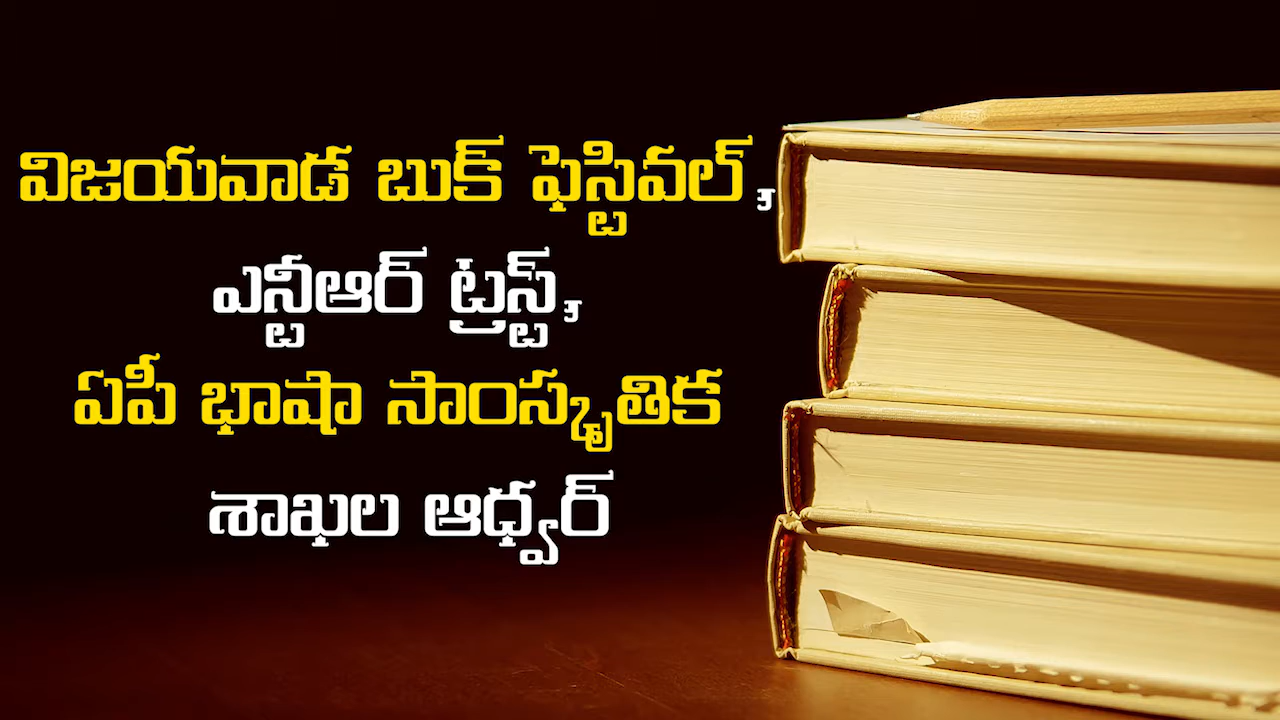 విజయవాడ బుక్ ఫెస్టివల్,
ఎన్టీఆర్ ట్రస్ట్,
ఏపీ భాషా సాంస్కృతిక
శాఖల ఆధ్వర్